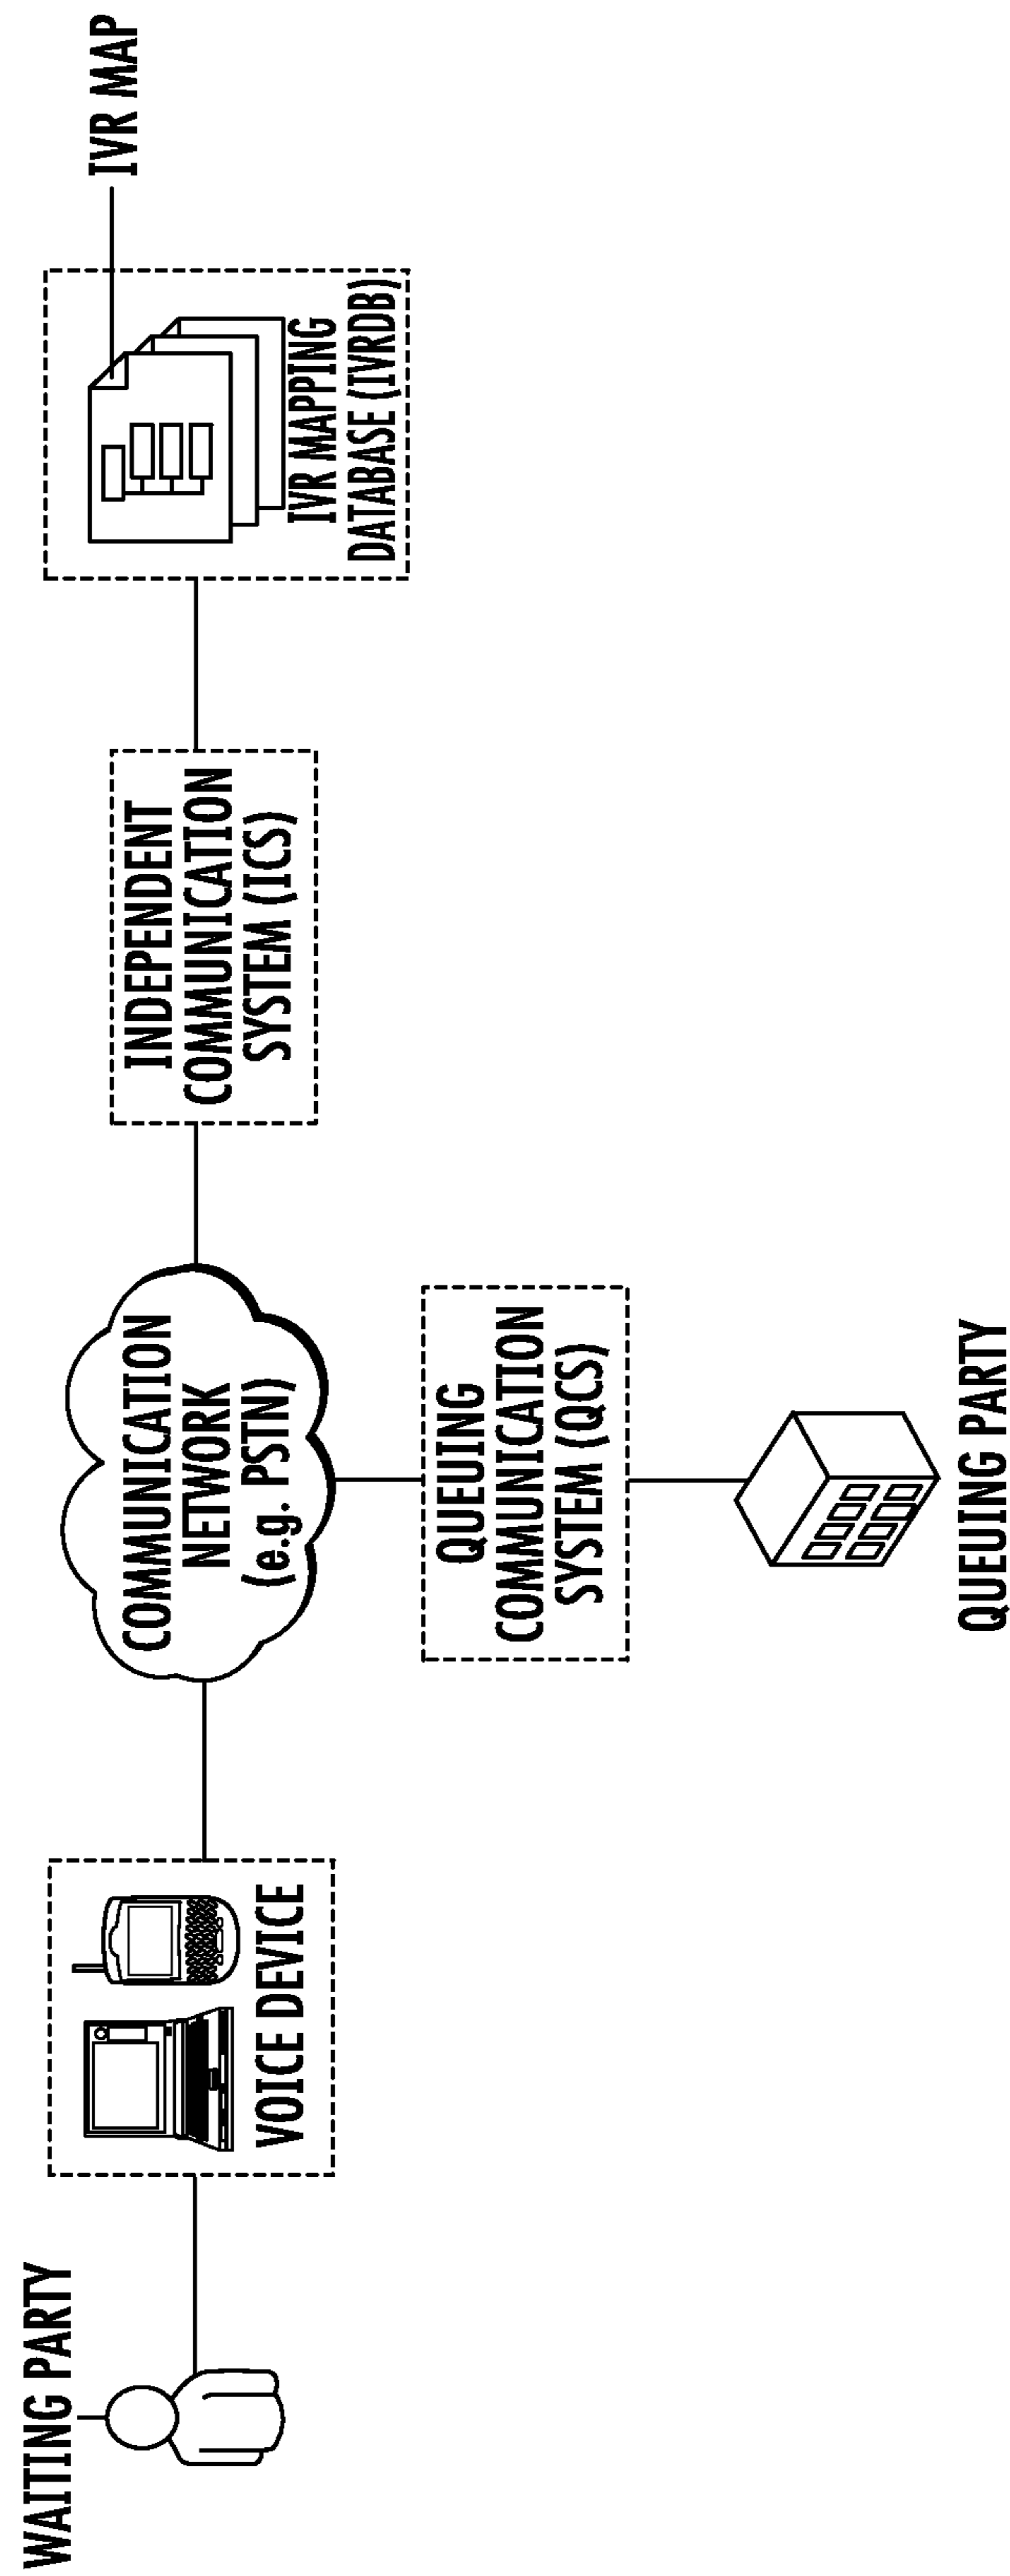 WAITING PARTY
VOICE DEVICE
COMMUNICATION
NETWORK
(e.g. PSTN)
QUEUING
COMMUNICATION
SYSTEM (QCS)
QUEUING PARTY
INDEPENDENT
COMMUNICATION
SYSTEM (ICS)
IVR MAPPING
DATABASE (IVRDB)
IVR MAP